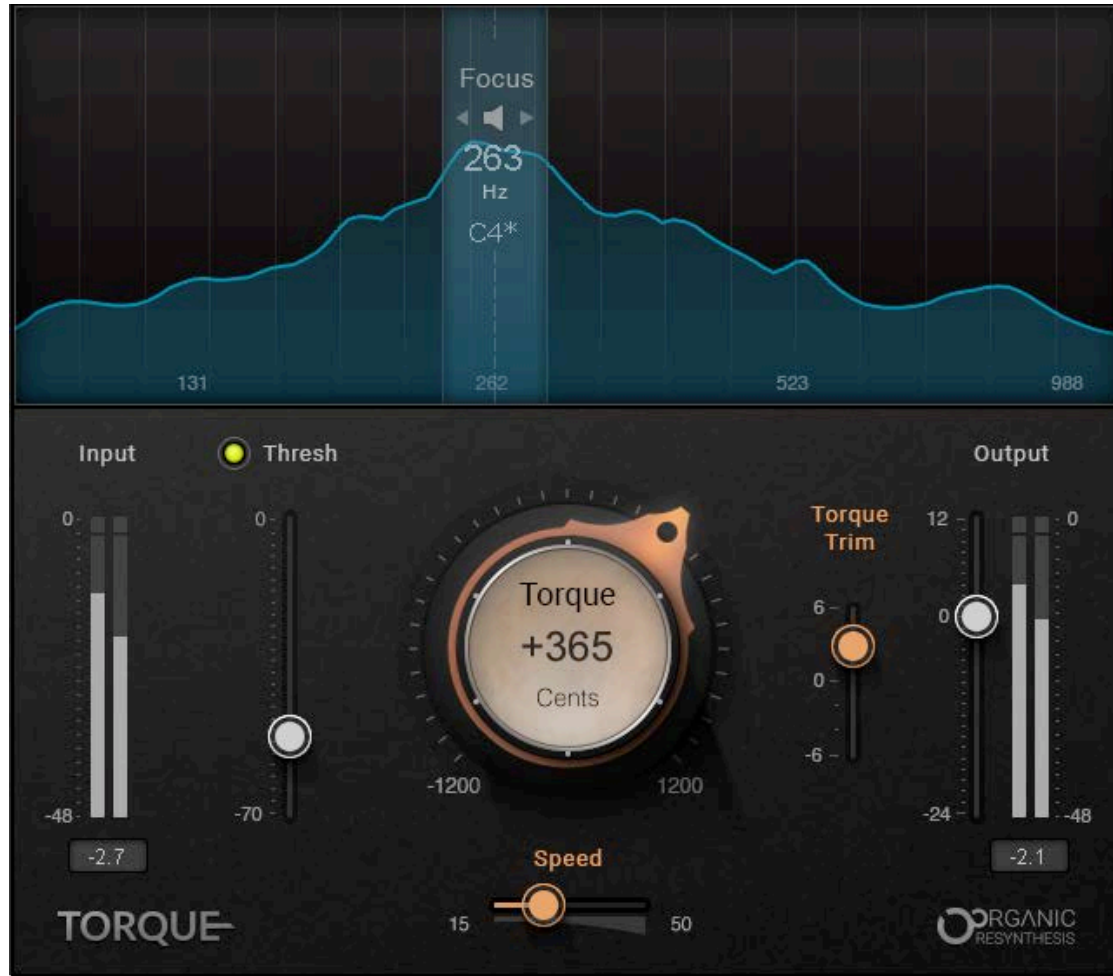 Focus
263
Hz
C4*
131 262 523 988
Input Thresh Output
Torque
Trim
0 0 12 0
6
0
0
-6
Torque
+365
Cents
-1200 1200
-48 -70 -24 -48
-2.7 -2.1
Speed
15 50
TORQUE
ORGANIC
RESYNTHESIS